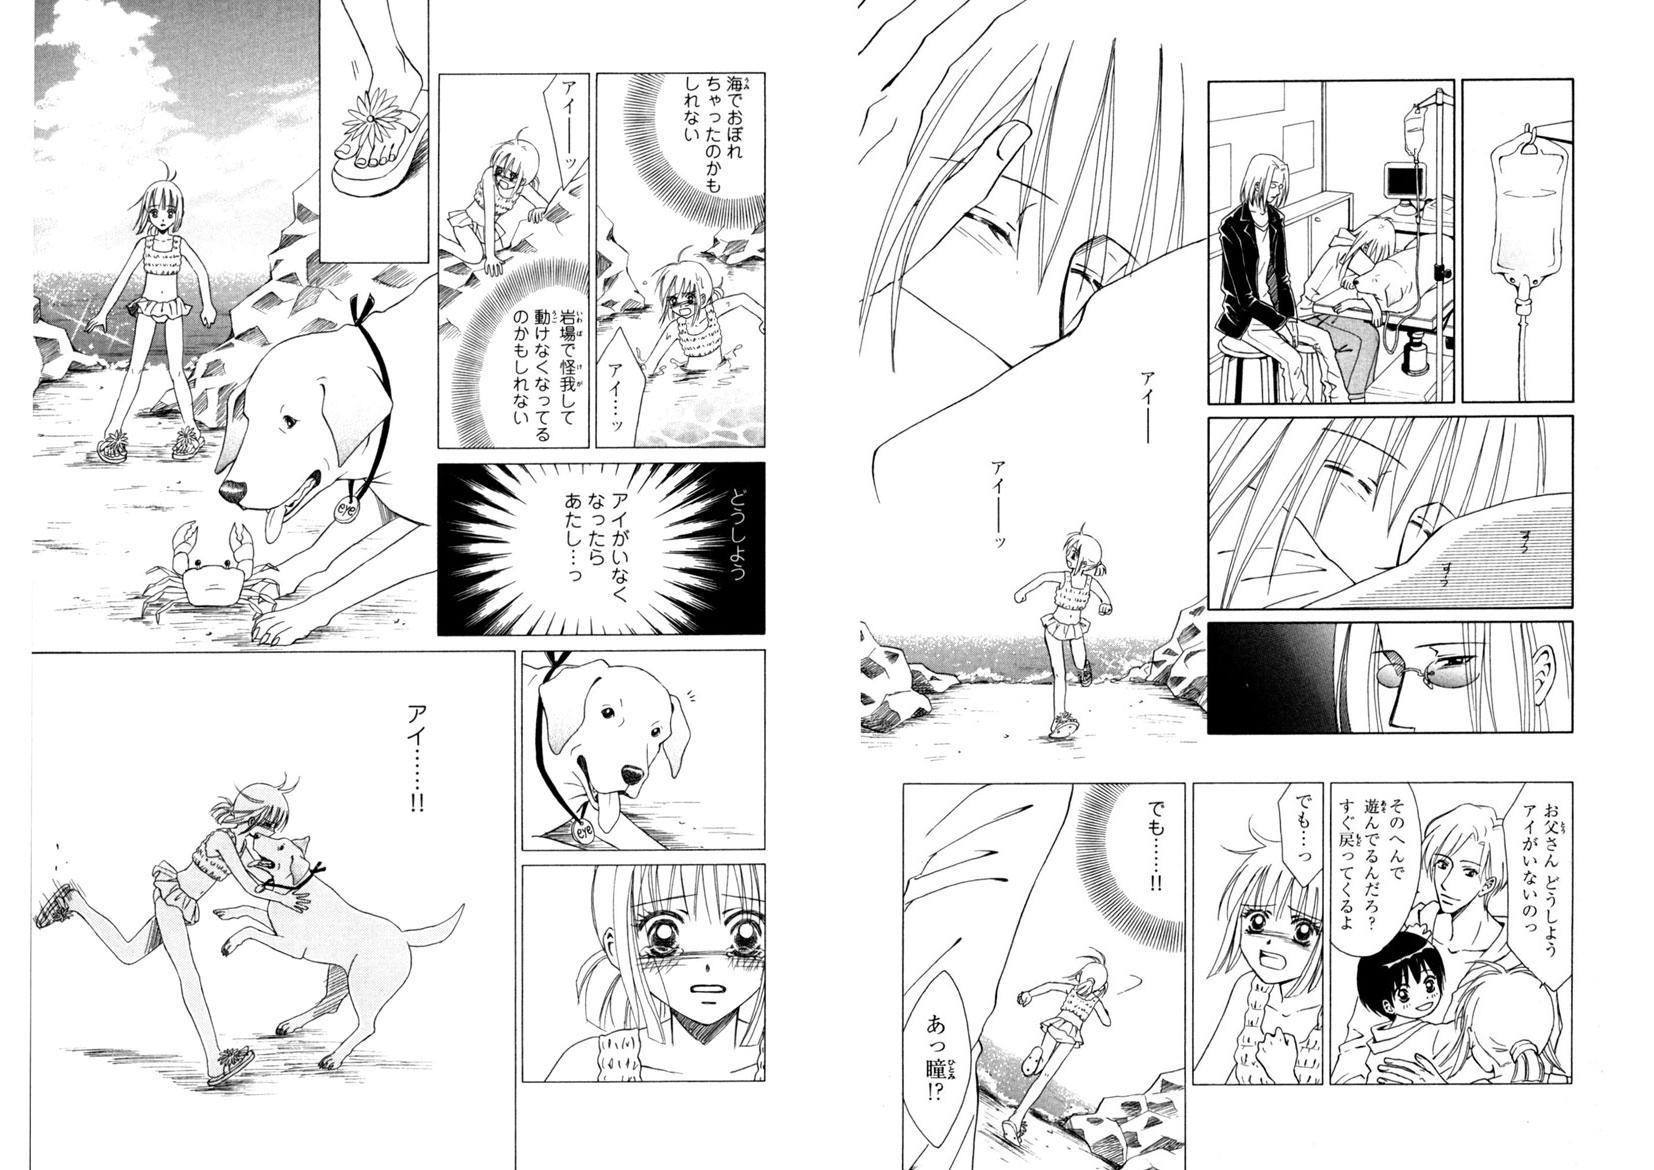 すぅ
すぅ
アイ——
アイ——ッ
お父さん どうしよう
アイがいないのっ
そのへんで
遊んでるんだろ?
すぐ戻ってくるよ
でも…っ
でも……!!
あっ
瞳!?
海でおぼれ
ちゃったのかも
しれない
アイ…ッ
アイ——ッ
岩場で怪我して
動けなくなってる
のかもしれない
どうしよう
アイがいなく
なったら
あたし…っ
eye
eye
アイ……!!